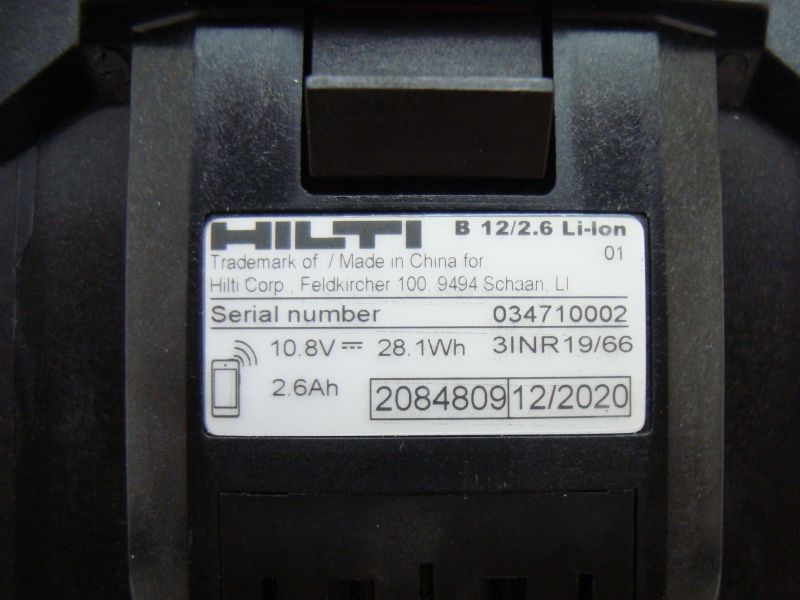 HILTI B 12/2.6 Li-Ion
01
Trademark of / Made in China for
Hilti Corp., Feldkircher 100, 9494 Schaan, LI
Serial number 034710002
10.8V⎓ 28.1Wh 3INR19/66
2.6Ah 2084809 12/2020